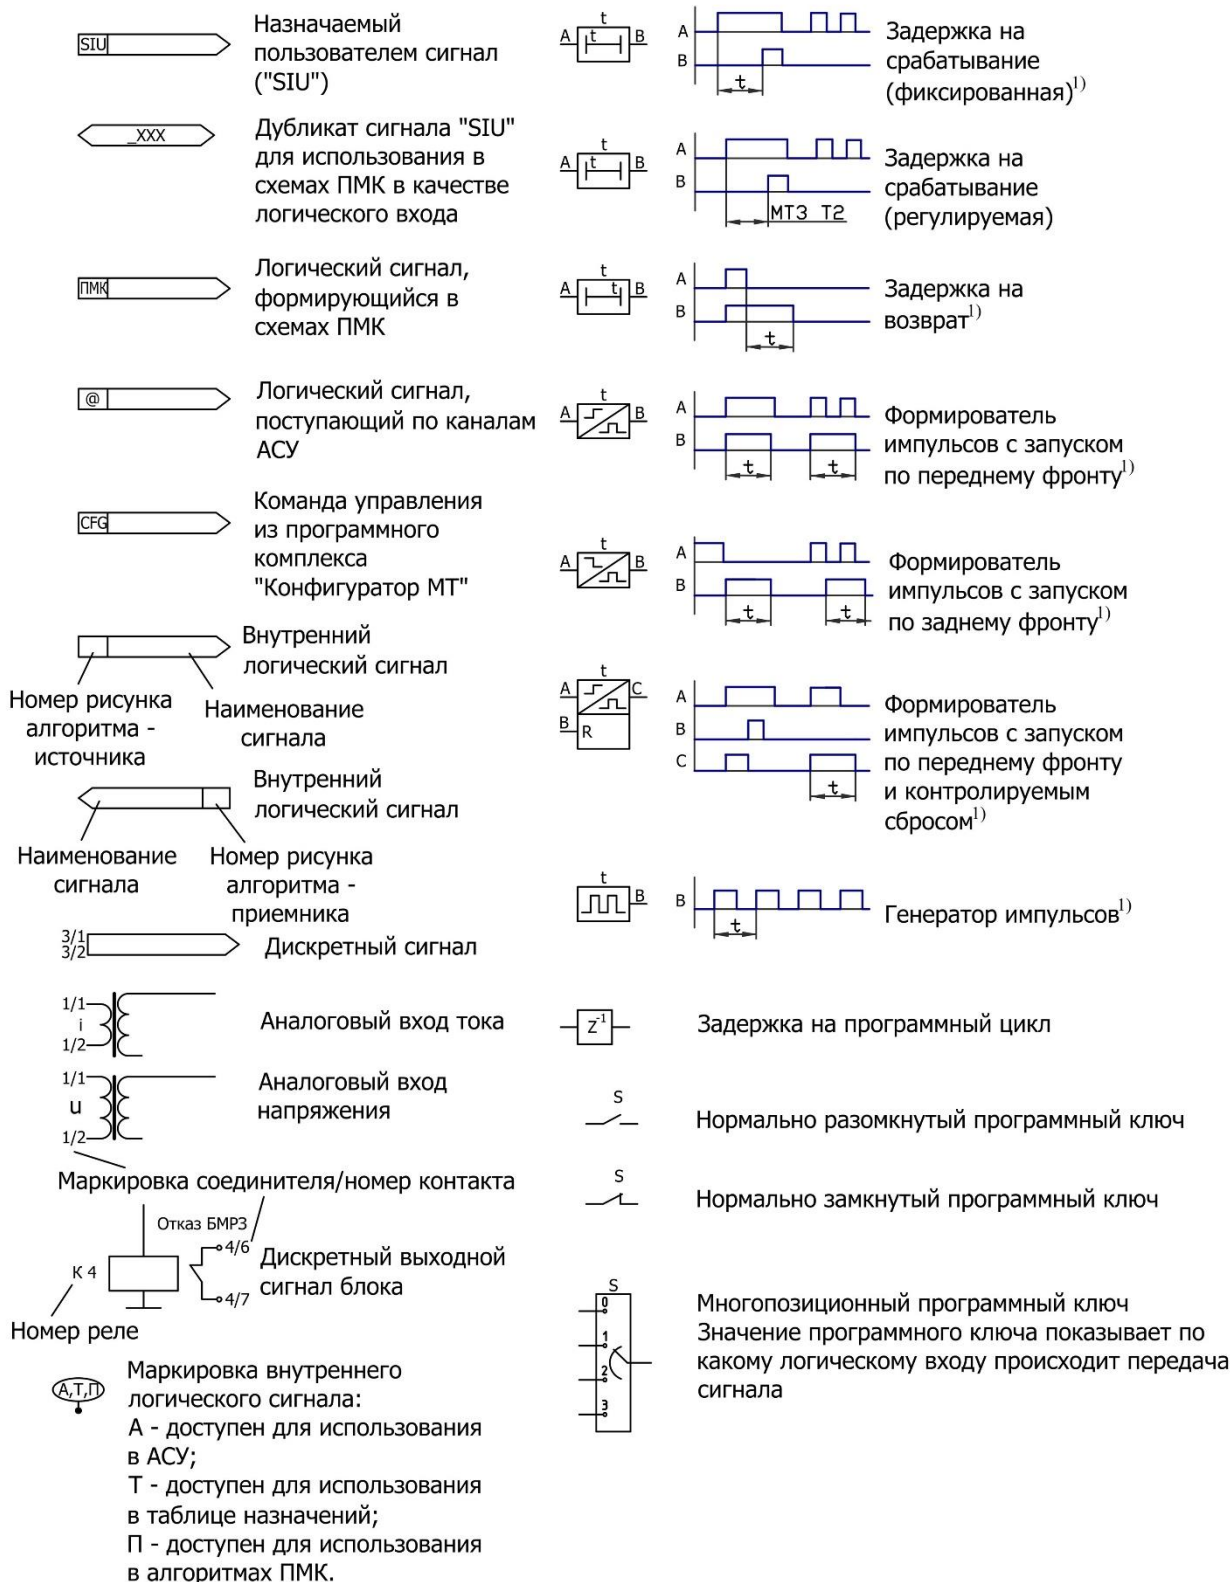 SIU
Назначаемый
пользователем сигнал
("SIU")
_XXX
Дубликат сигнала "SIU"
для использования в
схемах ПМК в качестве
логического входа
ПМК
Логический сигнал,
формирующийся в
схемах ПМК
@
Логический сигнал,
поступающий по каналам
АСУ
CFG
Команда управления
из программного
комплекса
"Конфигуратор МТ"
Внутренний
логический сигнал
Номер рисунка
алгоритма -
источника
Наименование
сигнала
Внутренний
логический сигнал
Наименование
сигнала
Номер рисунка
алгоритма -
приемника
3/1
3/2
Дискретный сигнал
1/1
i
1/2
Аналоговый вход тока
1/1
u
1/2
Аналоговый вход
напряжения
Маркировка соединителя/номер контакта
Отказ БМРЗ
К 4
4/6
4/7
Дискретный выходной
сигнал блока
Номер реле
А,Т,П
Маркировка внутреннего
логического сигнала:
А - доступен для использования
в АСУ;
Т - доступен для использования
в таблице назначений;
П - доступен для использования
в алгоритмах ПМК.
t
A t B
A
B
t
Задержка на
срабатывание
(фиксированная)1)
t
A t B
A
B
МТЗ Т2
Задержка на
срабатывание
(регулируемая)
t
A t B
A
B
t
Задержка на
возврат1)
t
A B
A
B
t t
Формирователь
импульсов с запуском
по переднему фронту1)
t
A B
A
B
t t
Формирователь
импульсов с запуском
по заднему фронту1)
t
A C
B R
A
B
C
t
Формирователь
импульсов с запуском
по переднему фронту
и контролируемым
сбросом1)
t
B
B
t
Генератор импульсов1)
Z-1
Задержка на программный цикл
S
Нормально разомкнутый программный ключ
S
Нормально замкнутый программный ключ
S
0
1
2
3
Многопозиционный программный ключ
Значение программного ключа показывает по
какому логическому входу происходит передача
сигнала